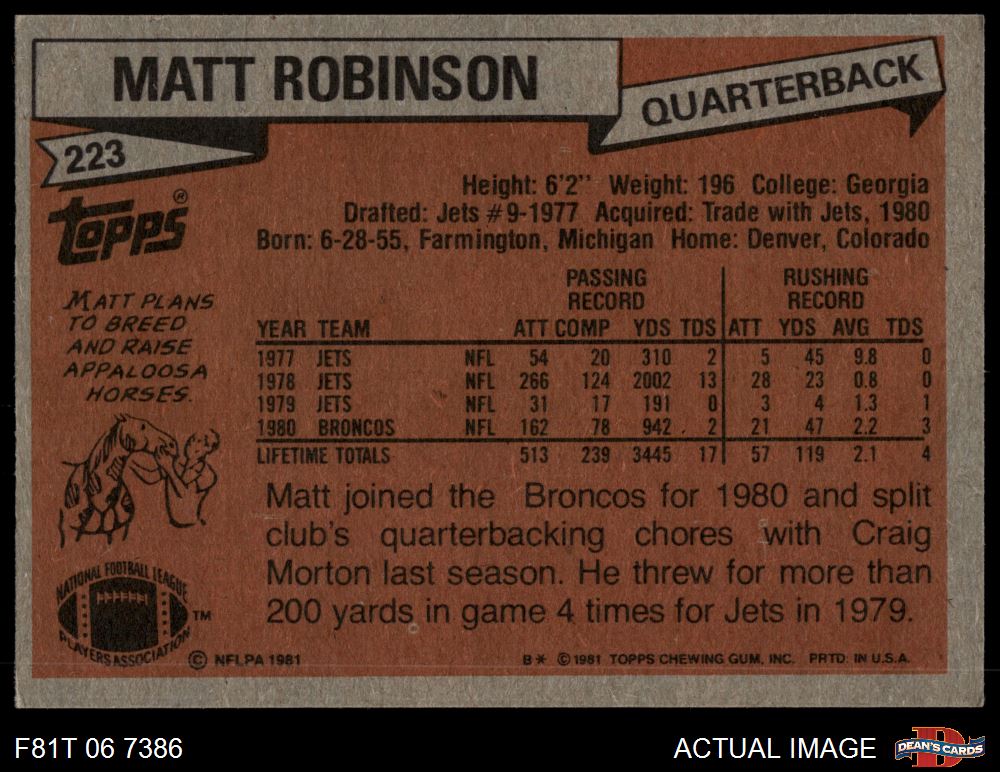 MATT ROBINSON
QUARTERBACK
223
TOPPS®
Height: 6'2'' Weight: 196 College: Georgia
Drafted: Jets #9-1977 Acquired: Trade with Jets, 1980
Born: 6-28-55, Farmington, Michigan Home: Denver, Colorado
MATT PLANS
TO BREED
AND RAISE
APPALOOSA
HORSES.
PASSING RECORD RUSHING RECORD
YEAR TEAM ATT COMP YDS TDS ATT YDS AVG TDS
1977 JETS NFL 54 20 310 2 5 45 9.8 0
1978 JETS NFL 266 124 2002 13 28 23 0.8 0
1979 JETS NFL 31 17 191 0 3 4 1.3 1
1980 BRONCOS NFL 162 78 942 2 21 47 2.2 3
LIFETIME TOTALS 513 239 3445 17 57 119 2.1 4
Matt joined the Broncos for 1980 and split
club's quarterbacking chores with Craig
Morton last season. He threw for more than
200 yards in game 4 times for Jets in 1979.
NATIONAL FOOTBALL LEAGUE
PLAYERS ASSOCIATION
TM
© NFLPA 1981
B* © 1981 TOPPS CHEWING GUM, INC. PRTD. IN U.S.A.
F81T 06 7386
ACTUAL IMAGE
D
DEAN'S CARDS